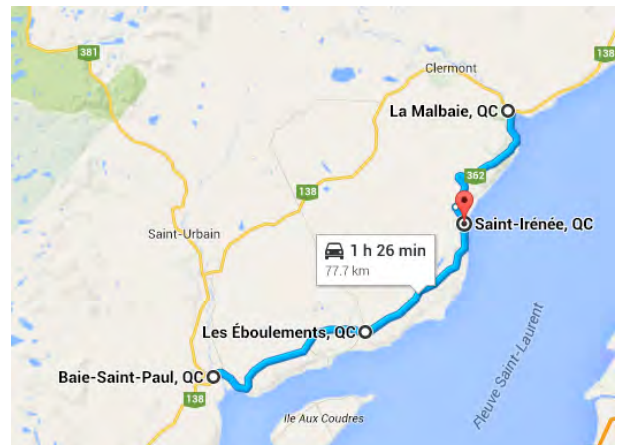 381
138
Clermont
La Malbaie, QC
362
138
Saint-Irénée, QC
Saint-Urbain
1 h 26 min
77.7 km
Les Éboulements, QC
Baie-Saint-Paul, QC
138
Ile Aux Coudres
Fleuve Saint-Laurent